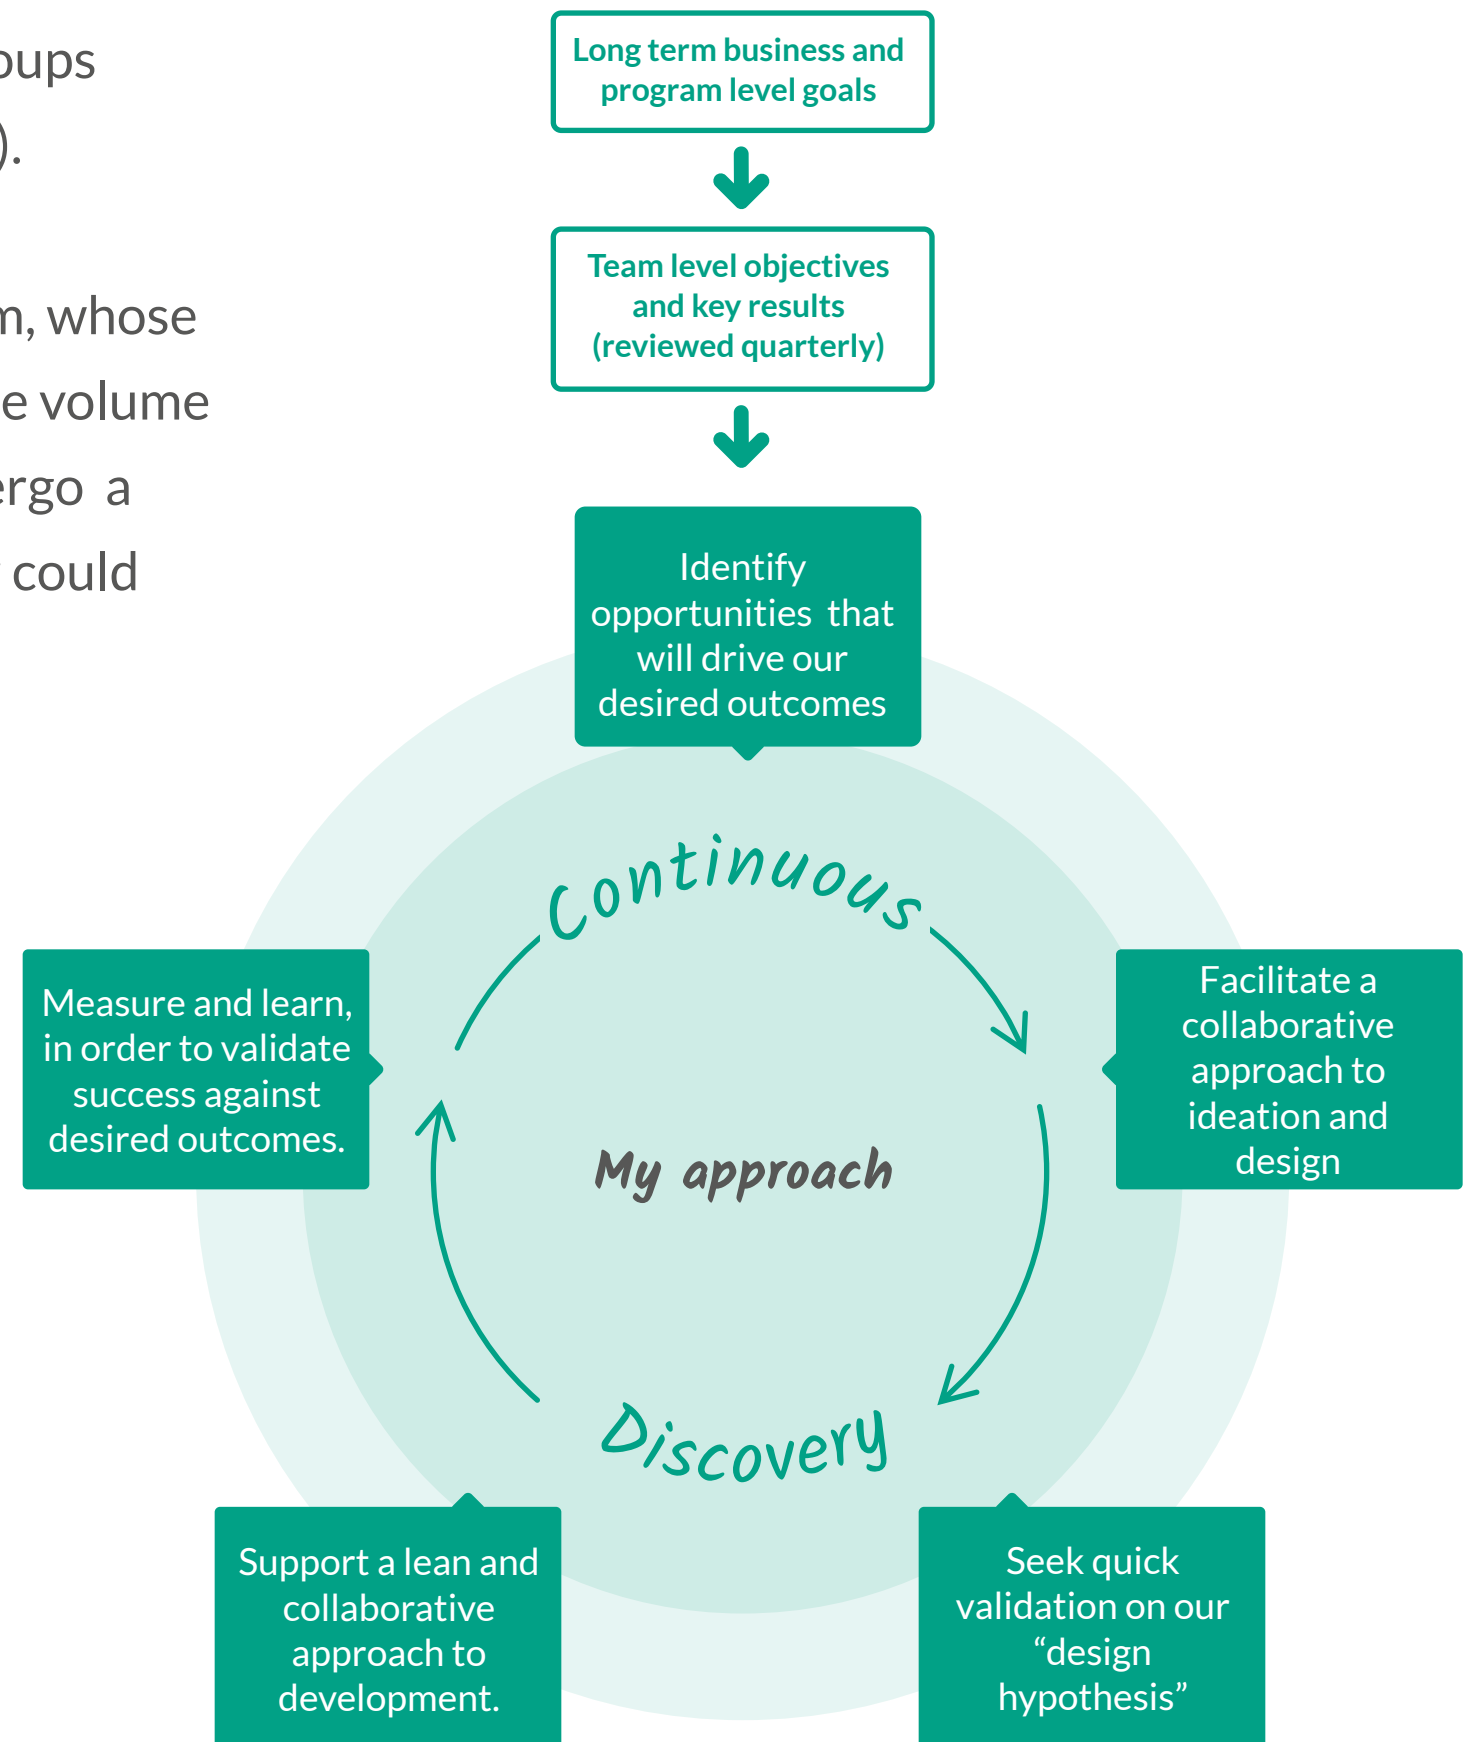 oups
).
m, whose
e volume
ergo a
could
Long term business and
program level goals
Team level objectives
and key results
(reviewed quarterly)
Identify
opportunities that
will drive our
desired outcomes
Continuous
Measure and learn,
in order to validate
success against
desired outcomes.
Facilitate a
collaborative
approach to
ideation and
design
My approach
Discovery
Support a lean and
collaborative
approach to
development.
Seek quick
validation on our
“design
hypothesis”